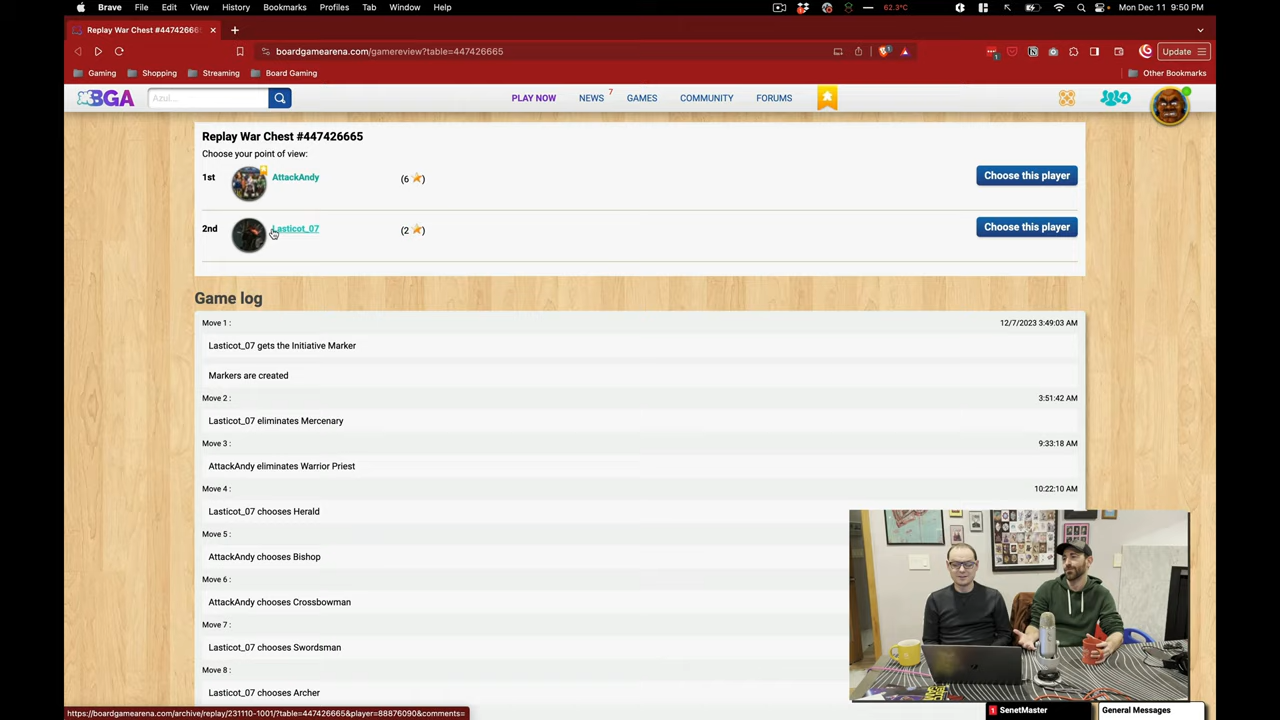 Brave File Edit View History Bookmarks Profiles Tab Window Help 62.3°C Mon Dec 11 9:50 PM
Replay War Chest #44742666
boardgamearena.com/gamereview?table=447426665
1
Update
Gaming Shopping Streaming Board Gaming Other Bookmarks
BGA Azul... PLAY NOW NEWS 7 GAMES COMMUNITY FORUMS
Replay War Chest #447426665
Choose your point of view:
1st AttackAndy (6 ) Choose this player
2nd Lasticot_07 (2 ) Choose this player
Game log
Move 1 : 12/7/2023 3:49:03 AM
Lasticot_07 gets the Initiative Marker
Markers are created
Move 2 : 3:51:42 AM
Lasticot_07 eliminates Mercenary
Move 3 : 9:33:18 AM
AttackAndy eliminates Warrior Priest
Move 4 : 10:22:10 AM
Lasticot_07 chooses Herald
Move 5 :
AttackAndy chooses Bishop
Move 6 :
AttackAndy chooses Crossbowman
Move 7 :
Lasticot_07 chooses Swordsman
Move 8 :
Lasticot_07 chooses Archer
https://boardgamearena.com/archive/replay/231110-1001/?table=447426665&player=88876090&comments=
1 SenetMaster General Messages